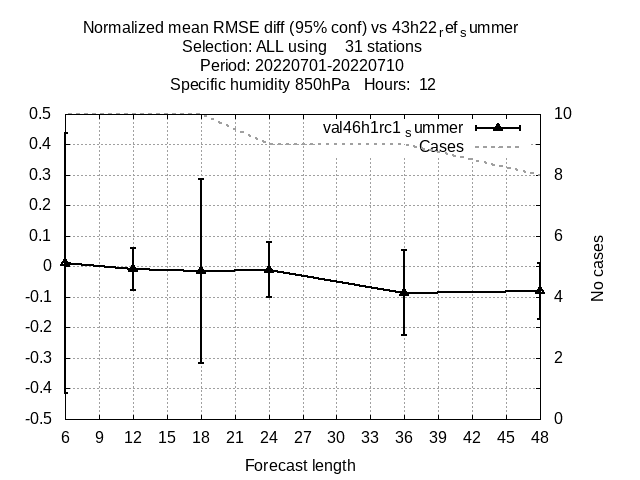 Normalized mean RMSE diff (95% conf) vs 43h22refsummer
Selection: ALL using 31 stations
Period: 20220701-20220710
Specific humidity 850hPa Hours: 12
val46h1rc1summer
Cases
0.5
0.4
0.3
0.2
0.1
0
-0.1
-0.2
-0.3
-0.4
-0.5
10
8
6
4
2
0
No cases
6 9 12 15 18 21 24 27 30 33 36 39 42 45 48
Forecast length